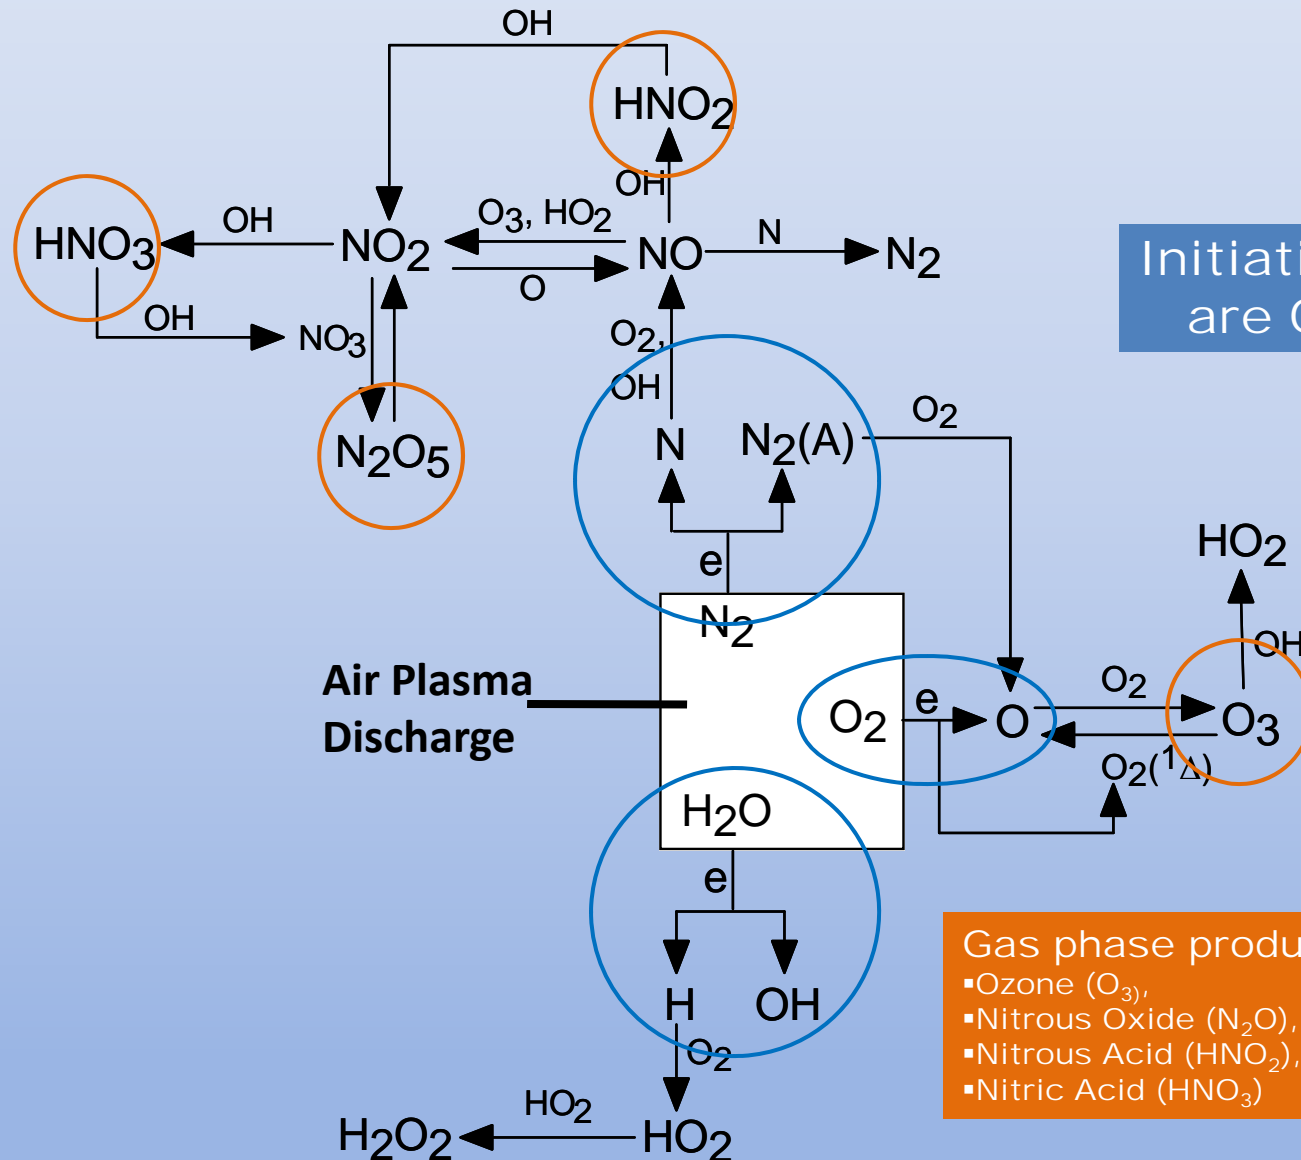 OH
HNO2
OH
HNO3
OH
NO2
O3, HO2
O
NO
N
N2
OH
NO3
O2,
OH
N2O5
N
N2(A)
O2
e
N2
Initiati
are
HO2
OH
Air Plasma
Discharge
O2
e
O
O2
O3
O2(1Δ)
H2O
e
H
OH
O2
HO2
HO2
H2O2
Gas phase produ
▪Ozone (O3),
▪Nitrous Oxide (N2O),
▪Nitrous Acid (HNO2),
▪Nitric Acid (HNO3)